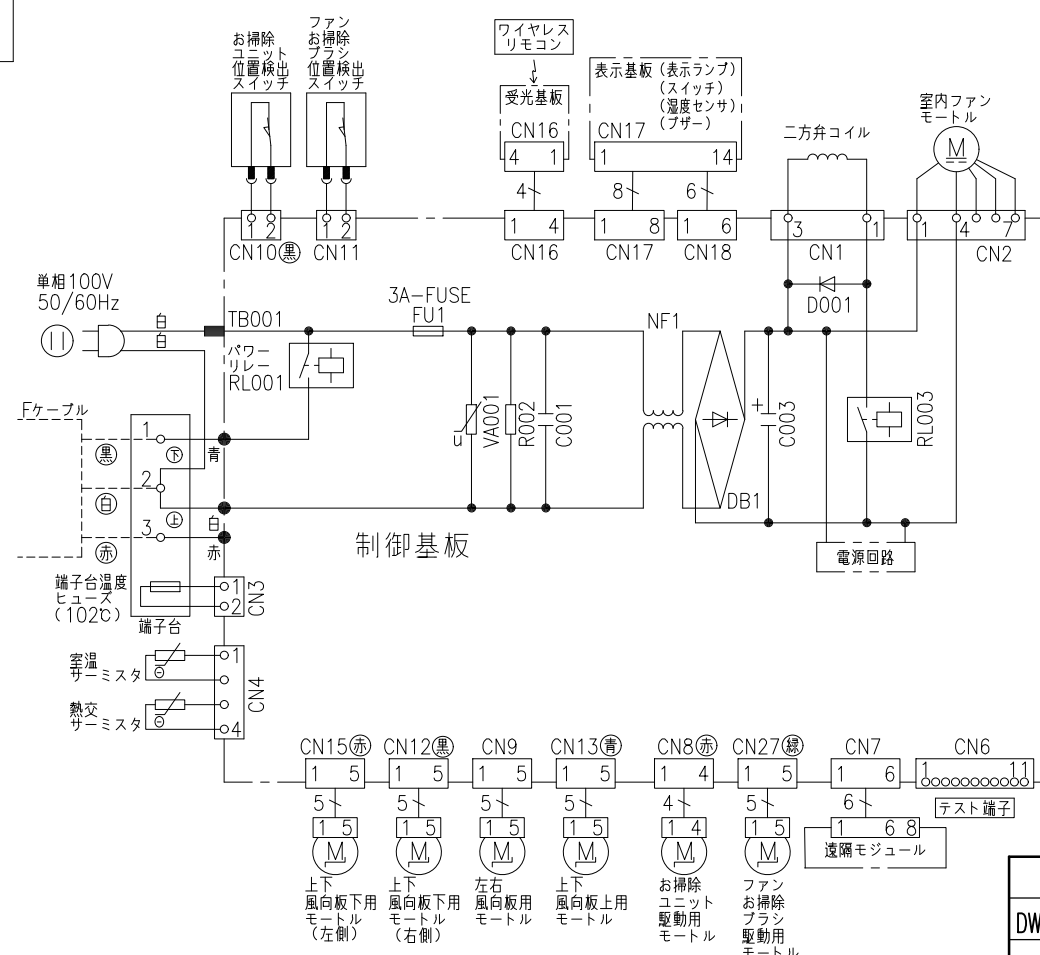 お掃除
ユニット
位置検出
スイッチ
ファン
お掃除
ブラシ
位置検出
スイッチ
ワイヤレス
リモコン
受光基板
CN16
4 1
表示基板(表示ランプ)
(スイッチ)
(湿度センサ)
(ブザー)
CN17
1 14
二方弁コイル
室内ファン
モートル
M
4
8
6
1 2
CN10黒
1 2
CN11
1 4
CN16
1 8
CN17
1 6
CN18
3 1
CN1
1 4 7
CN2
D001
単相100V
50/60Hz
白
白
TB001
パワー
リレー
RL001
3A-FUSE
FU1
VA001
U
R002
C001
NF1
DB1
+
C003
RL003
電源回路
Fケーブル
黒
白
赤
1
2
3
下
上
青
白
赤
制御基板
端子台温度
ヒューズ
(102℃)
端子台
1
2
CN3
室温
サーミスタ
熱交
サーミスタ
1
4
CN4
CN15赤
1 5
5
1 5
M
上下
風向板下用
モートル
(左側)
CN12黒
1 5
5
1 5
M
上下
風向板下用
モートル
(右側)
CN9
1 5
5
1 5
M
左右
風向板用
モートル
CN13青
1 5
5
1 5
M
上下
風向板上用
モートル
CN8赤
1 4
4
1 4
M
お掃除
ユニット
駆動用
モートル
CN27緑
1 5
5
1 5
M
ファン
お掃除
ブラシ
駆動用
モートル
CN7
1 6
6
1 6 8
遠隔モジュール
CN6
1 11
テスト端子
DW